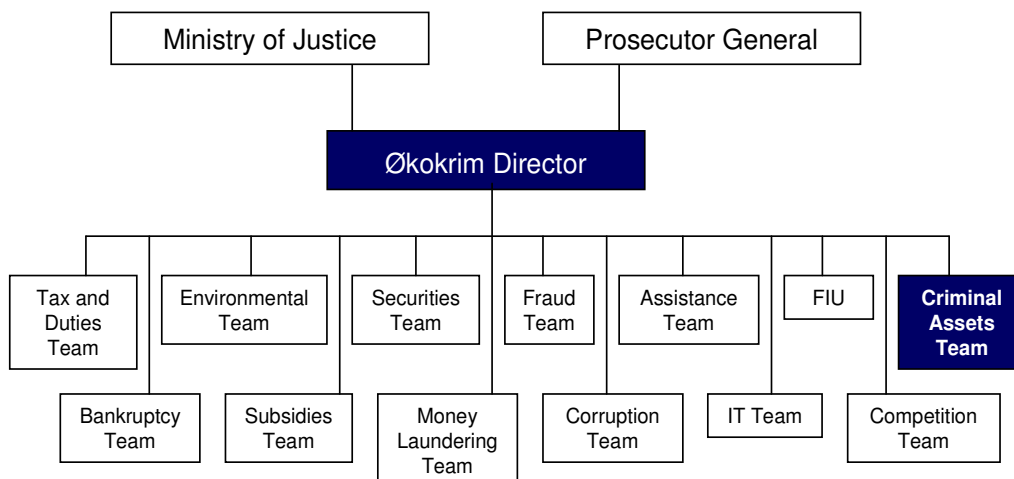 Ministry of Justice
Prosecutor General
Økokrim Director
Tax and
Duties
Team
Environmental
Team
Securities
Team
Fraud
Team
Assistance
Team
FIU
Criminal
Assets
Team
Bankruptcy
Team
Subsidies
Team
Money
Laundering
Team
Corruption
Team
IT Team
Competition
Team